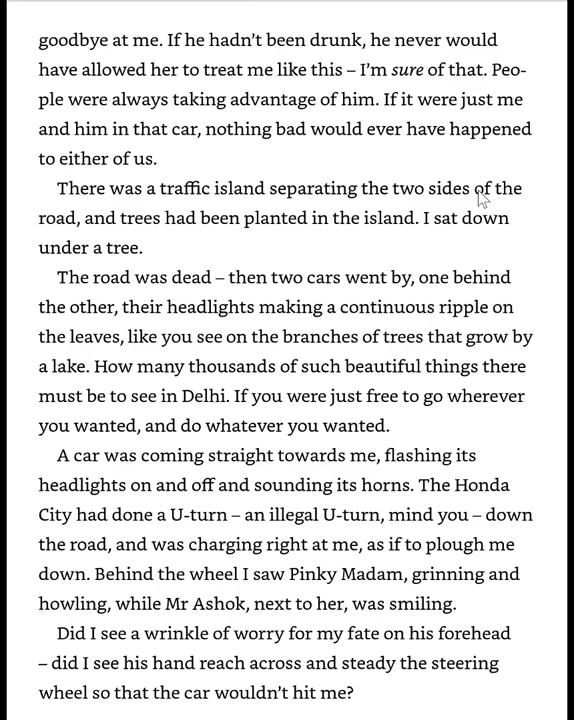 goodbye at me. If he hadn’t been drunk, he never would
have allowed her to treat me like this – I’m sure of that. Peo-
ple were always taking advantage of him. If it were just me
and him in that car, nothing bad would ever have happened
to either of us.
There was a traffic island separating the two sides of the
road, and trees had been planted in the island. I sat down
under a tree.
The road was dead – then two cars went by, one behind
the other, their headlights making a continuous ripple on
the leaves, like you see on the branches of trees that grow by
a lake. How many thousands of such beautiful things there
must be to see in Delhi. If you were just free to go wherever
you wanted, and do whatever you wanted.
A car was coming straight towards me, flashing its
headlights on and off and sounding its horns. The Honda
City had done a U-turn – an illegal U-turn, mind you – down
the road, and was charging right at me, as if to plough me
down. Behind the wheel I saw Pinky Madam, grinning and
howling, while Mr Ashok, next to her, was smiling.
Did I see a wrinkle of worry for my fate on his forehead
– did I see his hand reach across and steady the steering
wheel so that the car wouldn’t hit me?